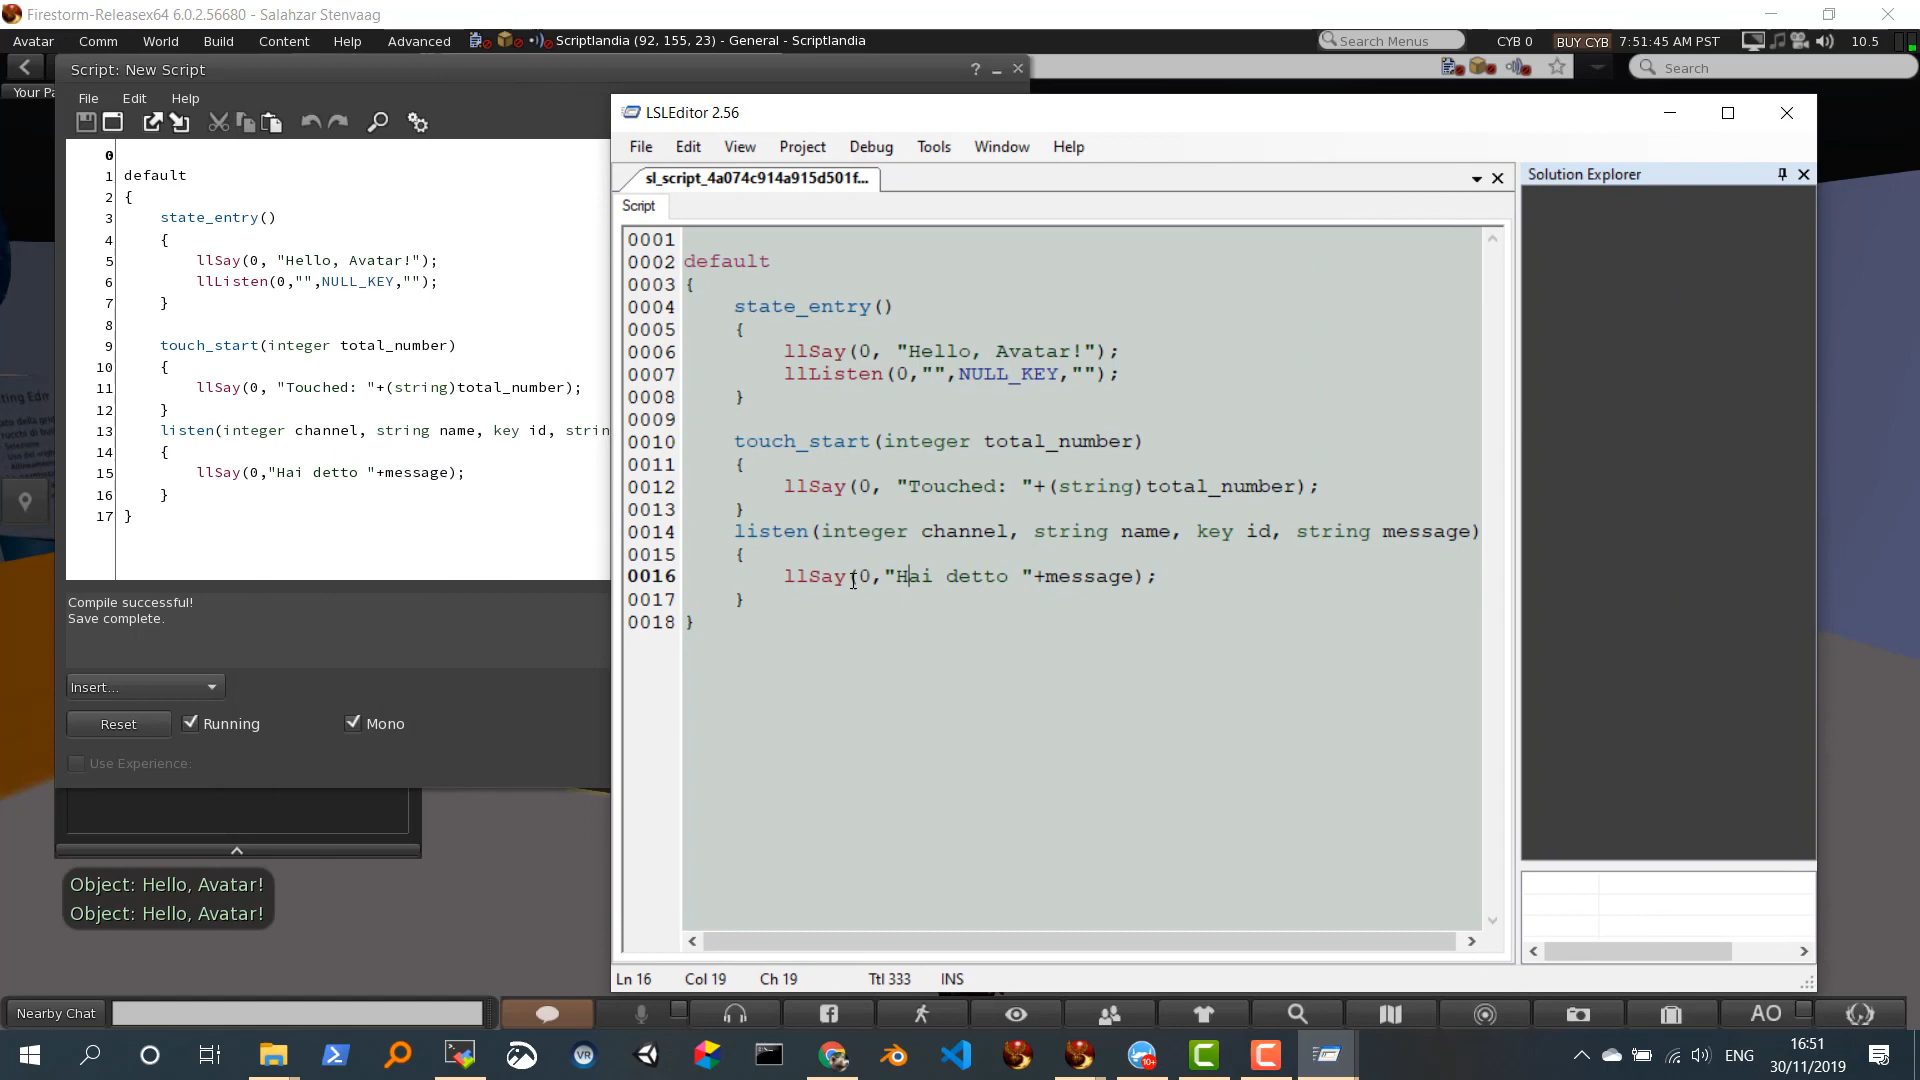 Firestorm-Releasex64 6.0.2.56680 - Salahzar Stenvaag
Avatar Comm World Build Content Help Advanced Scriptlandia (92, 155, 23) - General - Scriptlandia Search Menus CYB 0 BUY CYB 7:51:45 AM PST 10.5
Search
Script: New Script
Your Pa
File Edit Help
0
1 default
2 {
3 state_entry()
4 {
5 llSay(0, "Hello, Avatar!");
6 llListen(0,"",NULL_KEY,"");
7 }
8
9 touch_start(integer total_number)
10 {
11 llSay(0, "Touched: "+(string)total_number);
12 }
13 listen(integer channel, string name, key id, strin
14 {
15 llSay(0,"Hai detto "+message);
16 }
17 }
Compile successful!
Save complete.
Insert...
Reset Running Mono
Use Experience:
Object: Hello, Avatar!
Object: Hello, Avatar!
LSLEditor 2.56
File Edit View Project Debug Tools Window Help
sl_script_4a074c914a915d501f...
Script
Solution Explorer
0001
0002 default
0003 {
0004 state_entry()
0005 {
0006 llSay(0, "Hello, Avatar!");
0007 llListen(0,"",NULL_KEY,"");
0008 }
0009
0010 touch_start(integer total_number)
0011 {
0012 llSay(0, "Touched: "+(string)total_number);
0013 }
0014 listen(integer channel, string name, key id, string message)
0015 {
0016 llSay(0,"Hai detto "+message);
0017 }
0018 }
Ln 16 Col 19 Ch 19 Ttl 333 INS
Nearby Chat AO
VR 10+ ENG 16:51
30/11/2019